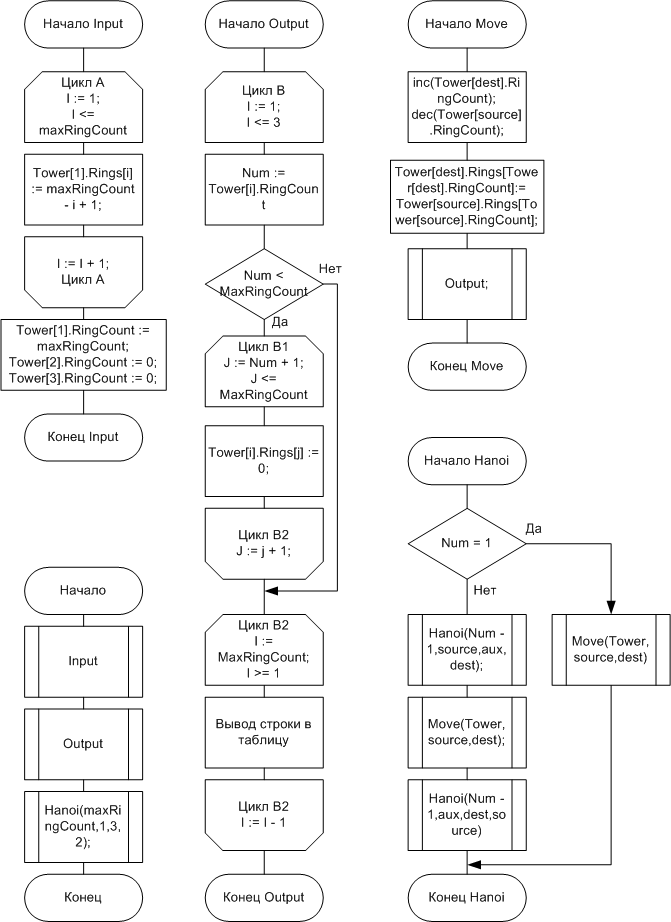 Начало Input
Цикл A
I := 1;
I <=
maxRingCount
Tower[1].Rings[i]
:= maxRingCount
- i + 1;
I := I + 1;
Цикл A
Tower[1].RingCount :=
maxRingCount;
Tower[2].RingCount := 0;
Tower[3].RingCount := 0;
Конец Input
Начало
Input
Output
Hanoi(maxRi
ngCount,1,3,
2);
Конец
Начало Output
Цикл B
I := 1;
I <= 3
Num :=
Tower[i].RingCoun
t
Num <
MaxRingCount
Нет
Да
Цикл B1
J := Num + 1;
J <=
MaxRingCount
Tower[i].Rings[j] :=
0;
Цикл B2
J := j + 1;
Цикл B2
I :=
MaxRingCount;
I >= 1
Вывод строки в
таблицу
Цикл B2
I := I - 1
Конец Output
Начало Move
inc(Tower[dest].Ri
ngCount);
dec(Tower[source]
.RingCount);
Tower[dest].Rings[Towe
r[dest].RingCount]:=
Tower[source].Rings[To
wer[source].RingCount];
Output;
Конец Move
Начало Hanoi
Num = 1
Да
Нет
Hanoi(Num -
1,source,aux,
dest);
Move(Tower,
source,dest)
Move(Tower,
source,dest);
Hanoi(Num -
1,aux,dest,so
urce)
Конец Hanoi